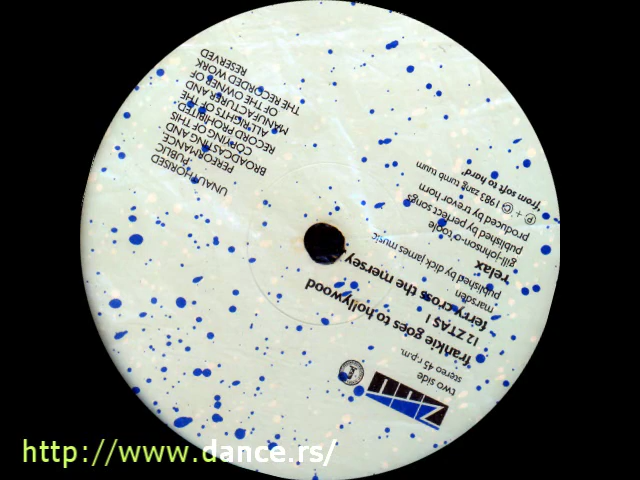 two side
stereo 45 r.p.m.
frankie goes to hollywood
12 ZTAS 1
ferry cross the mersey
marsden
published by dick james music
relax
gill-johnson-o-toole
published by perfect songs
produced by trevor horn
℗ + © 1983 zang tumb tuum
"from soft to hard"
UNAUTHORISED
PUBLIC
PERFORMANCE
BROADCASTING AND
COPYING OF THIS
RECORD PROHIBITED.
ALL RIGHTS OF THE
MANUFACTURER AND
OF THE OWNER OF
THE RECORDED WORK
RESERVED
http://www.dance.rs/